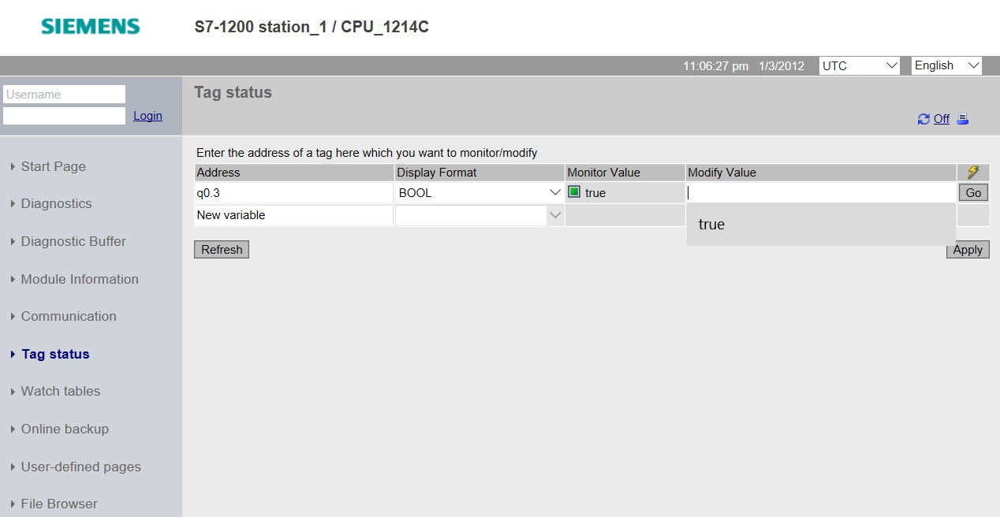 SIEMENS S7-1200 station_1 / CPU_1214C
11:06:27 pm 1/3/2012 UTC English
Username
Login
Tag status
Off
Enter the address of a tag here which you want to monitor/modify
Address Display Format Monitor Value Modify Value
q0.3 BOOL true Go
New variable
true
Refresh Apply
Start Page
Diagnostics
Diagnostic Buffer
Module Information
Communication
Tag status
Watch tables
Online backup
User-defined pages
File Browser